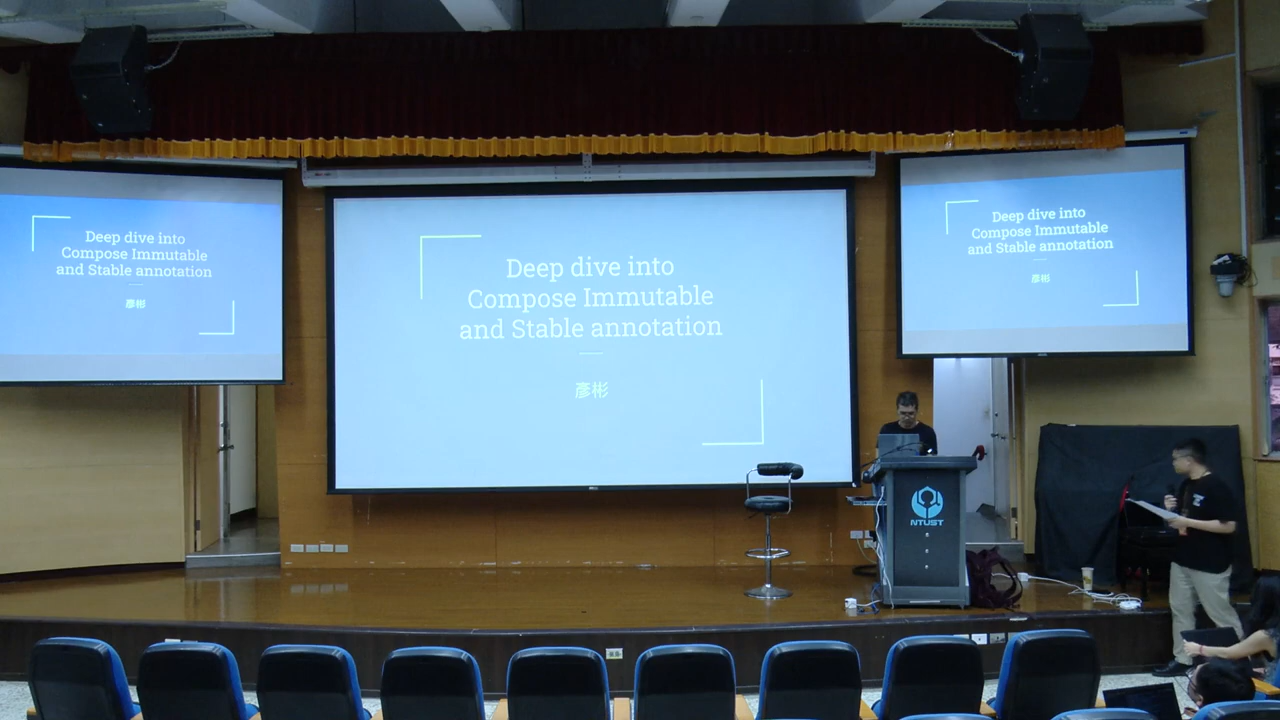 Deep dive into
Compose Immutable
and Stable annotation
彥彬
Deep dive into
Compose Immutable
and Stable annotation
彥彬
Deep dive into
Compose Immutable
and Stable annotation
彥彬
NTUST